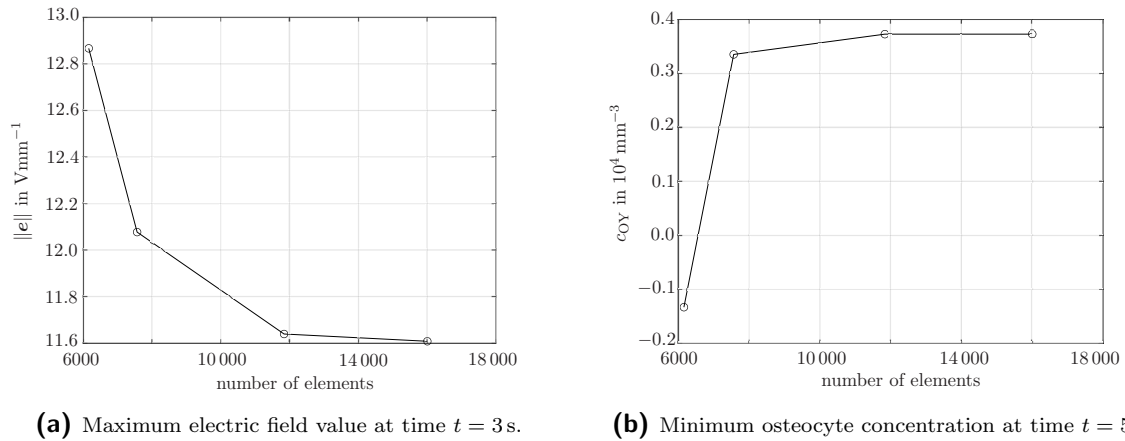 13.0
12.8
12.6
12.4
12.2
12.0
11.8
11.6
||e|| in Vmm⁻¹
6000 10 000 14 000 18 000
number of elements
(a) Maximum electric field value at time t = 3 s.
0.4
0.3
0.2
0.1
0.0
−0.1
−0.2
c_OY in 10⁴ mm⁻³
6000 10 000 14 000 18 000
number of elements
(b) Minimum osteocyte concentration at time t = 5